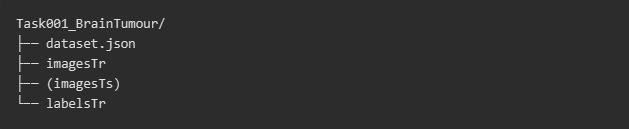 Task001_BrainTumour/
├── dataset.json
├── imagesTr
├── (imagesTs)
└── labelsTr